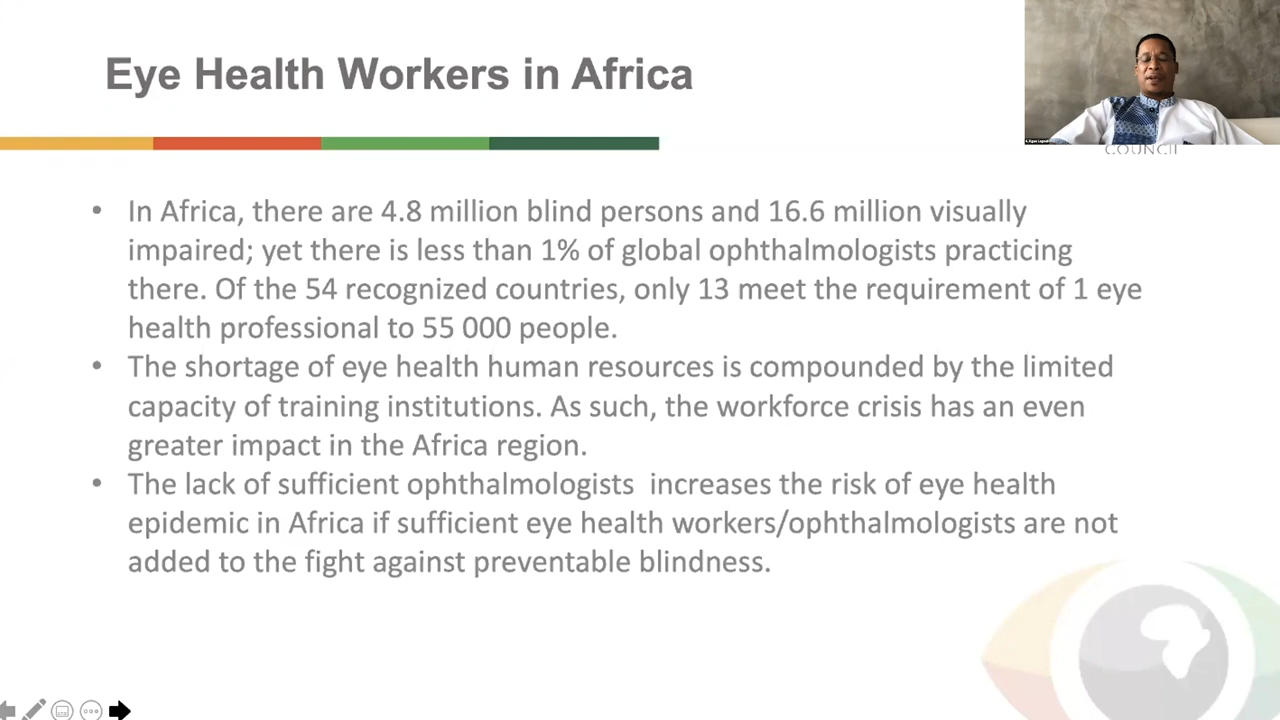 Eye Health Workers in Africa
COUNCIL
• In Africa, there are 4.8 million blind persons and 16.6 million visually
impaired; yet there is less than 1% of global ophthalmologists practicing
there. Of the 54 recognized countries, only 13 meet the requirement of 1 eye
health professional to 55 000 people.
• The shortage of eye health human resources is compounded by the limited
capacity of training institutions. As such, the workforce crisis has an even
greater impact in the Africa region.
• The lack of sufficient ophthalmologists  increases the risk of eye health
epidemic in Africa if sufficient eye health workers/ophthalmologists are not
added to the fight against preventable blindness.